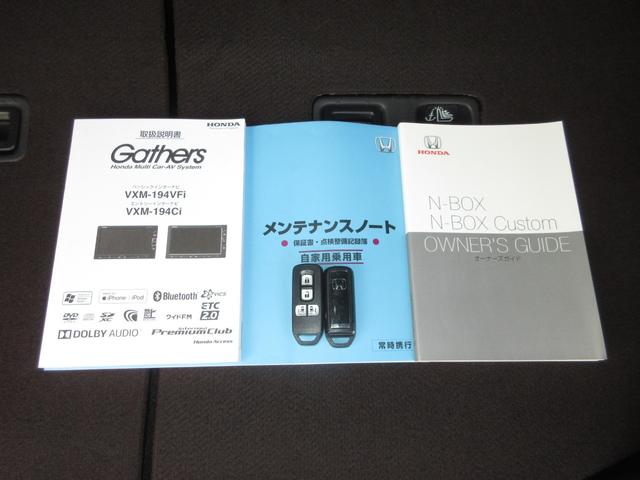 HONDA
取扱説明書
Gathers
Honda Multi Car-AV System
ベーシックインターナビ
VXM-194VFi
エントリーインターナビ
VXM-194Ci
iPhone | iPod
Bluetooth
DVD
ワイドFM
ETC 2.0
DOLBY AUDIO
internavi PremiumClub
Honda Access
メンテナンスノート
保証書・点検整備記録簿
自家用乗用車
常時携行
HONDA
N-BOX
N-BOX Custom
OWNER'S GUIDE
オーナーズガイド